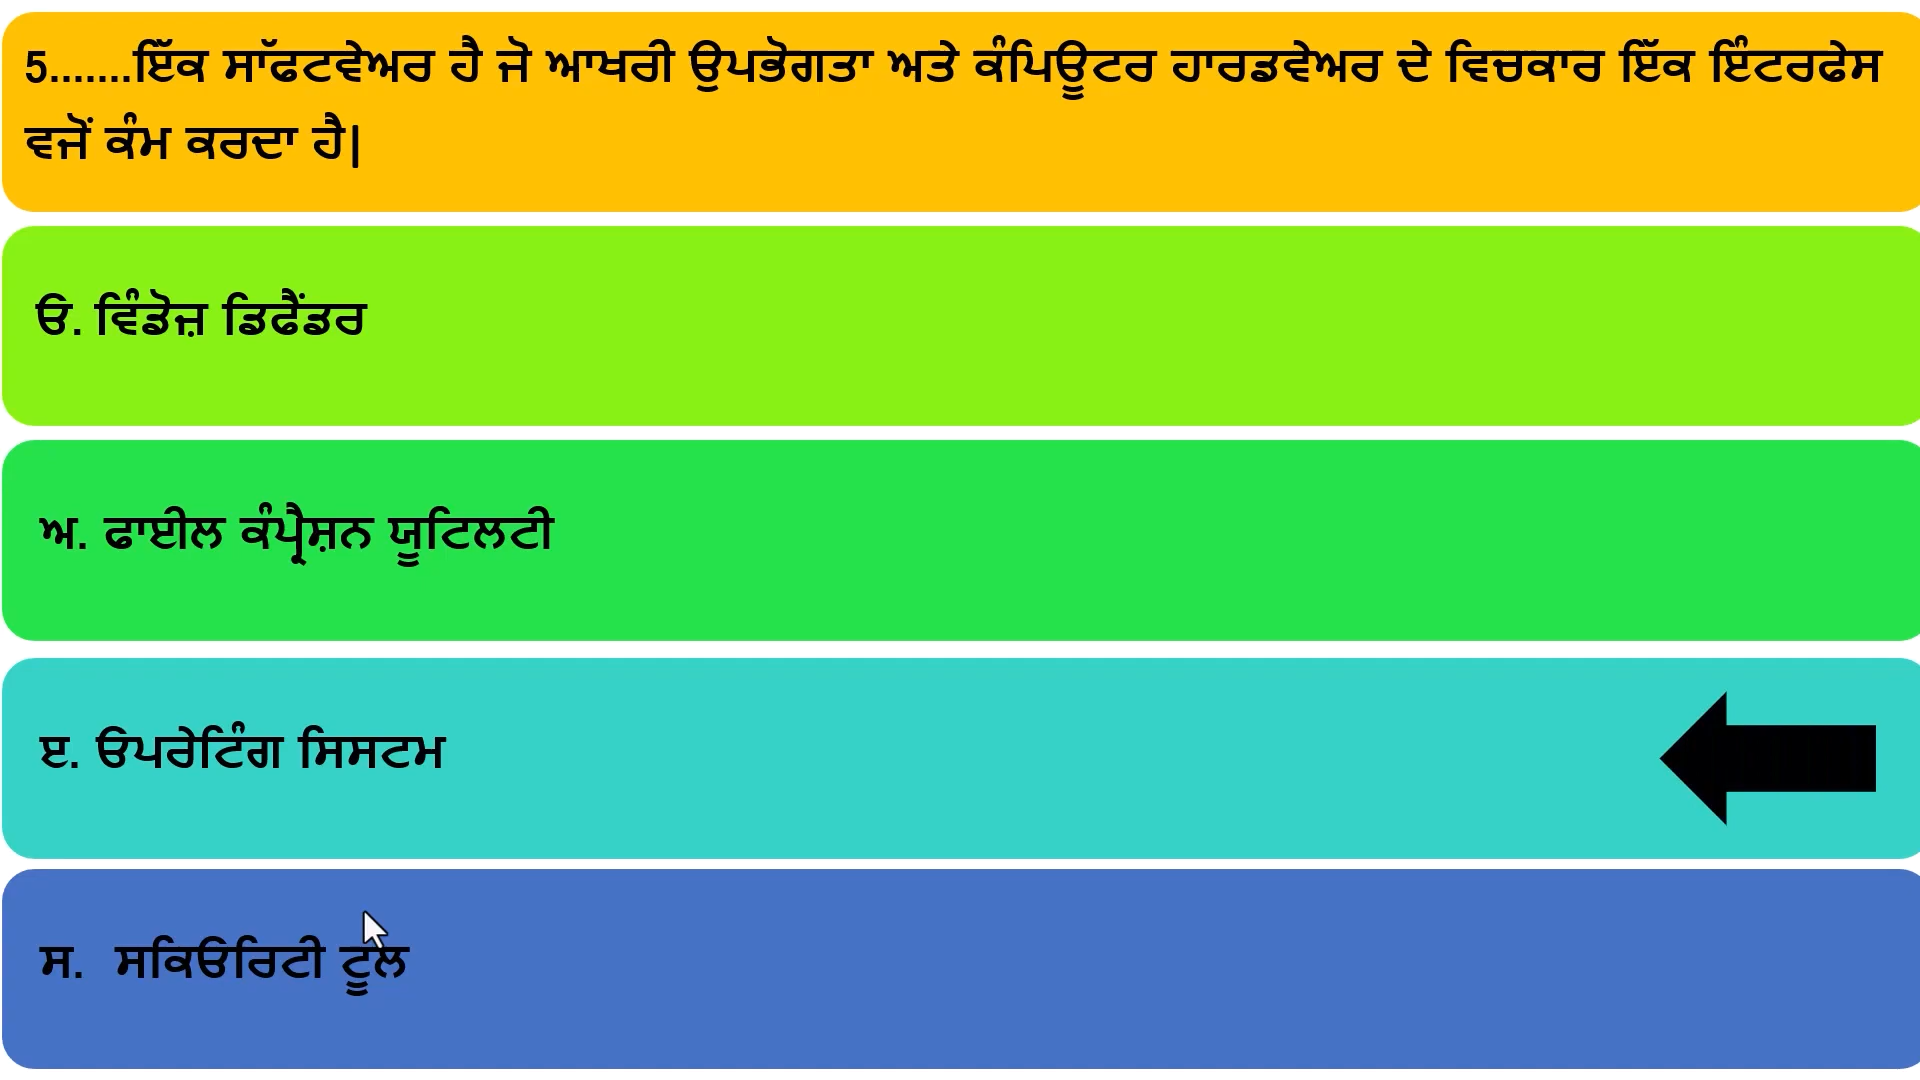 5.......ਇੱਕ ਸਾੱਫਟਵੇਅਰ ਹੈ ਜੋ ਆਖਰੀ ਉਪਭੋਗਤਾ ਅਤੇ ਕੰਪਿਊਟਰ ਹਾਰਡਵੇਅਰ ਦੇ ਵਿਚਕਾਰ ਇੱਕ ਇੰਟਰਫੇਸ
ਵਜੋਂ ਕੰਮ ਕਰਦਾ ਹੈ|
ੳ. ਵਿੰਡੋਜ਼ ਡਿਫੈਂਡਰ
ਅ. ਫਾਈਲ ਕੰਪ੍ਰੈਸ਼ਨ ਯੂਟਿਲਟੀ
ੲ. ਓਪਰੇਟਿੰਗ ਸਿਸਟਮ
ਸ. ਸਕਿਓਰਿਟੀ ਟੂਲ